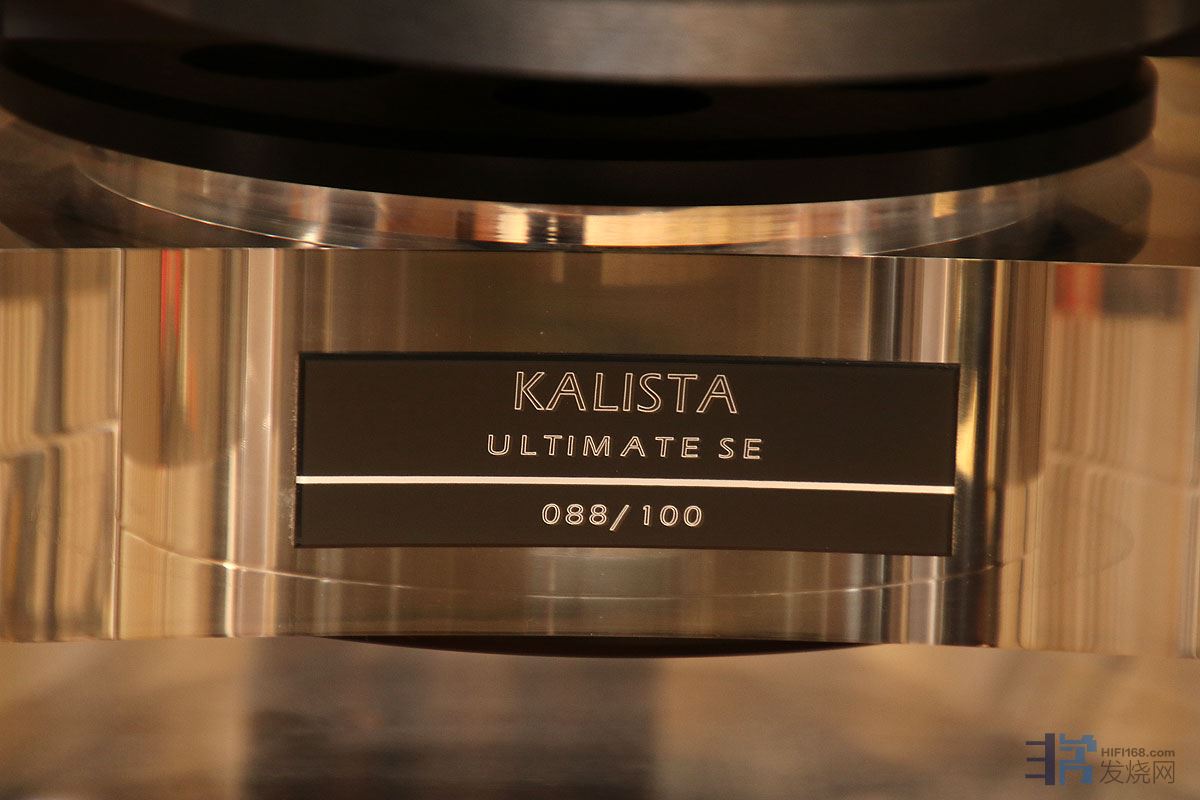 KALISTA
ULTIMATE SE
088/100
HIFI168.com
发烧网